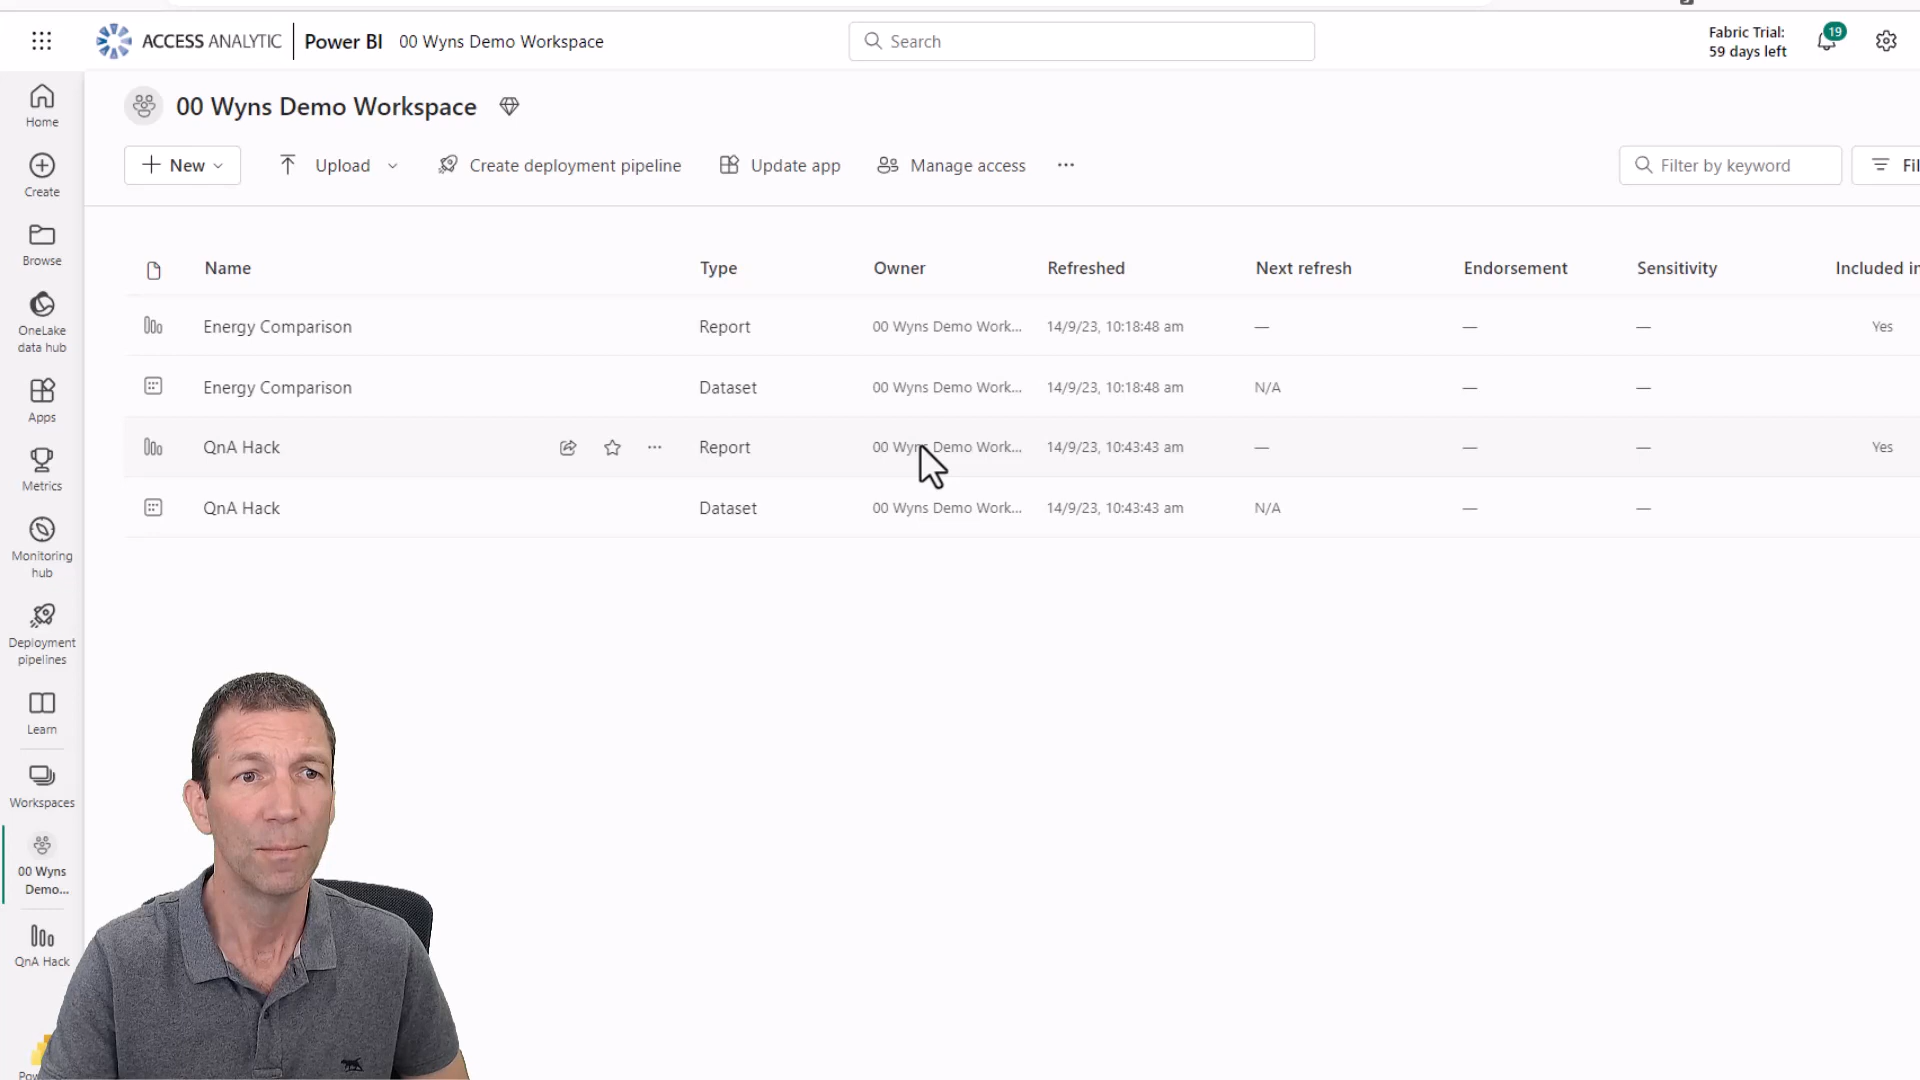 ACCESS ANALYTIC Power BI 00 Wyns Demo Workspace
Search
Fabric Trial:
59 days left
19
Home
Create
Browse
OneLake
data hub
Apps
Metrics
Monitoring
hub
Deployment
pipelines
Learn
Workspaces
00 Wyns
Demo...
QnA Hack
00 Wyns Demo Workspace
New Upload Create deployment pipeline Update app Manage access ... Filter by keyword Fil
Name Type Owner Refreshed Next refresh Endorsement Sensitivity Included in
Energy Comparison Report 00 Wyns Demo Work... 14/9/23, 10:18:48 am — — — Yes
Energy Comparison Dataset 00 Wyns Demo Work... 14/9/23, 10:18:48 am N/A — —
QnA Hack ... Report 00 Wyns Demo Work... 14/9/23, 10:43:43 am — — — Yes
QnA Hack Dataset 00 Wyns Demo Work... 14/9/23, 10:43:43 am N/A — —